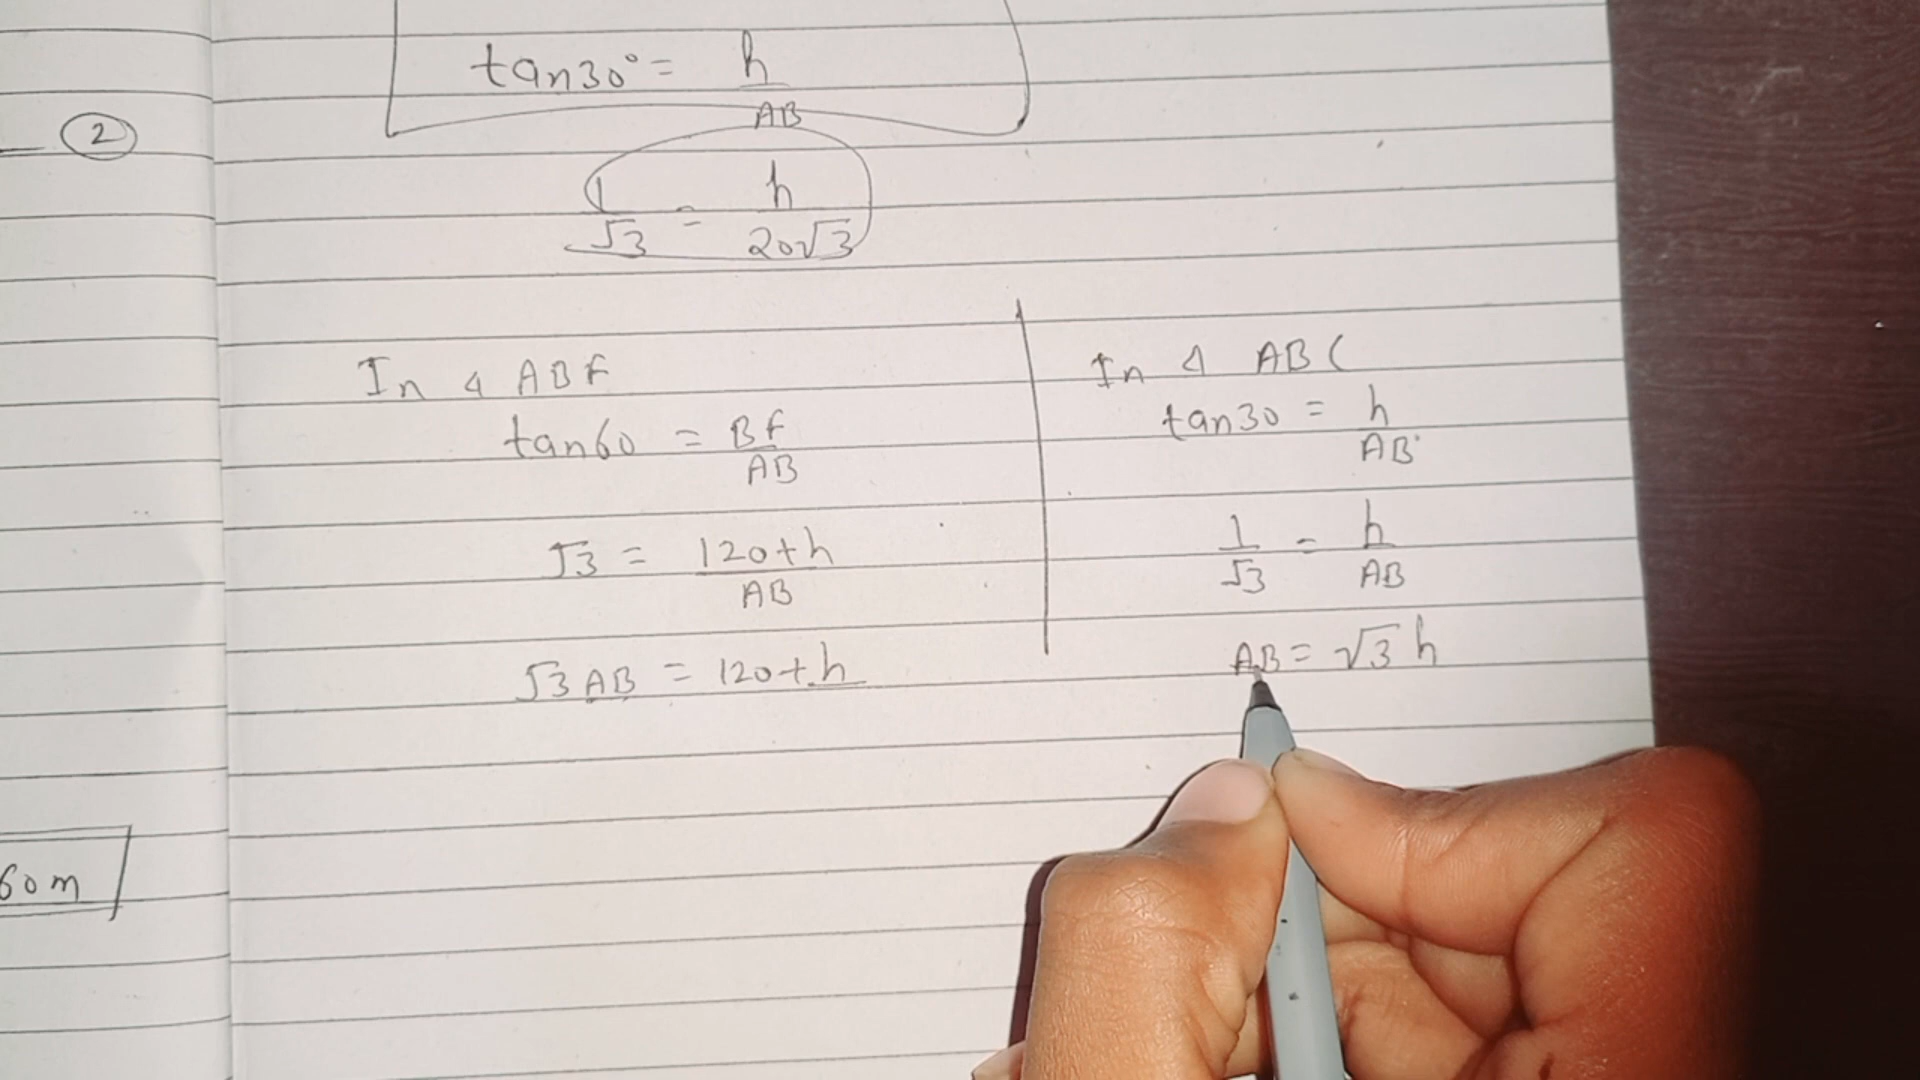 tan30° = h/AB
2
1/√3 = h/20√3
In △ ABF
tan60 = BF/AB
√3 = 120+h/AB
√3 AB = 120+h
In △ ABC
tan30 = h/AB
1/√3 = h/AB
AB = √3 h
60m